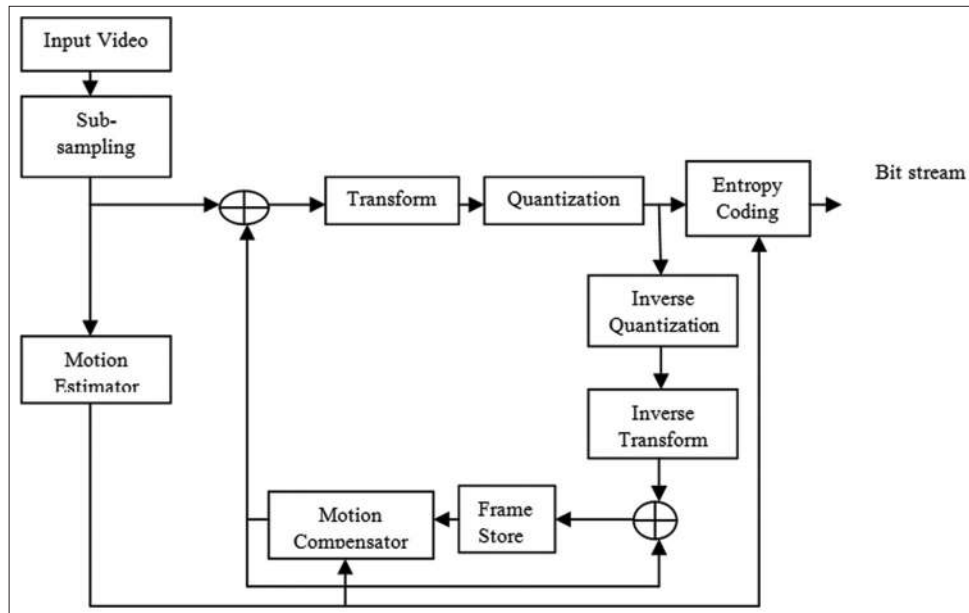 Input Video
Sub-
sampling
Transform
Quantization
Entropy
Coding
Bit stream
Inverse
Quantization
Motion
Estimator
Inverse
Transform
Motion
Compensator
Frame
Store